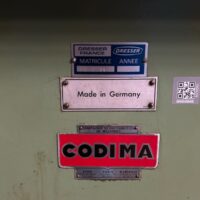 DRESSER FRANCE
DRESSER
MATRICULE ANNEE
Made in Germany
CODIMA